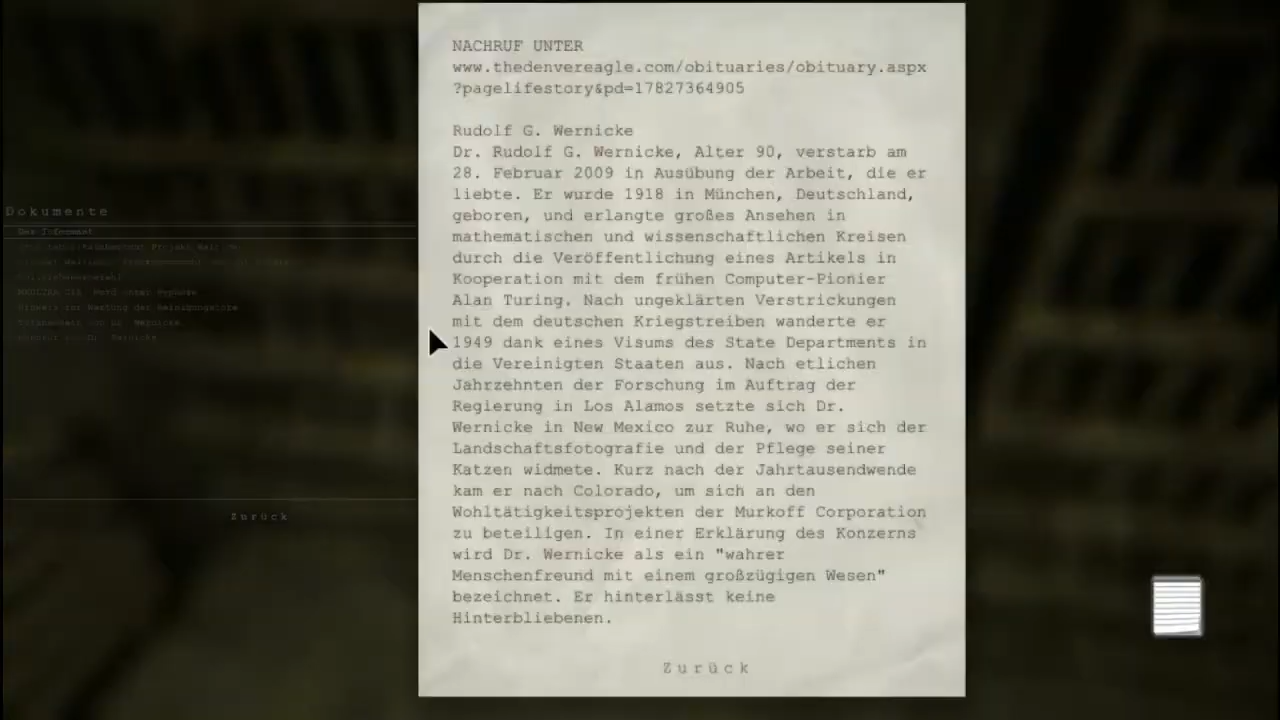 NACHRUF UNTER
www.thedenvereagle.com/obituaries/obituary.aspx
?pagelifestory&pd=17827364905
Rudolf G. Wernicke
Dr. Rudolf G. Wernicke, Alter 90, verstarb am
28. Februar 2009 in Ausübung der Arbeit, die er
liebte. Er wurde 1918 in München, Deutschland,
geboren, und erlangte großes Ansehen in
mathematischen und wissenschaftlichen Kreisen
durch die Veröffentlichung eines Artikels in
Kooperation mit dem frühen Computer-Pionier
Alan Turing. Nach ungeklärten Verstrickungen
mit dem deutschen Kriegstreiben wanderte er
1949 dank eines Visums des State Departments in
die Vereinigten Staaten aus. Nach etlichen
Jahrzehnten der Forschung im Auftrag der
Regierung in Los Alamos setzte sich Dr.
Wernicke in New Mexico zur Ruhe, wo er sich der
Landschaftsfotografie und der Pflege seiner
Katzen widmete. Kurz nach der Jahrtausendwende
kam er nach Colorado, um sich an den
Wohltätigkeitsprojekten der Murkoff Corporation
zu beteiligen. In einer Erklärung des Konzerns
wird Dr. Wernicke als ein "wahrer
Menschenfreund mit einem großzügigen Wesen"
bezeichnet. Er hinterlässt keine
Hinterbliebenen.
Zurück
Dokumente
Zurück